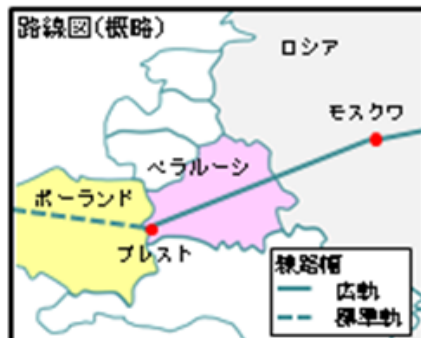 路線図(概略)
ロシア
モスクワ
ベラルーシ
ポーランド
ブレスト
線路幅
広軌
標準軌